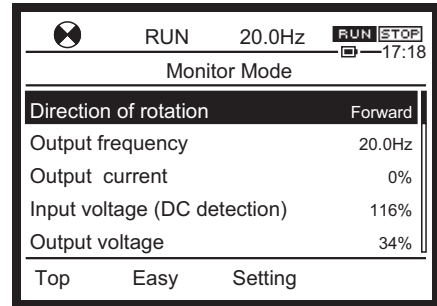 RUN 20.0Hz RUN STOP
17:18
Monitor Mode
Direction of rotation Forward
Output frequency 20.0Hz
Output current 0%
Input voltage (DC detection) 116%
Output voltage 34%
Top Easy Setting